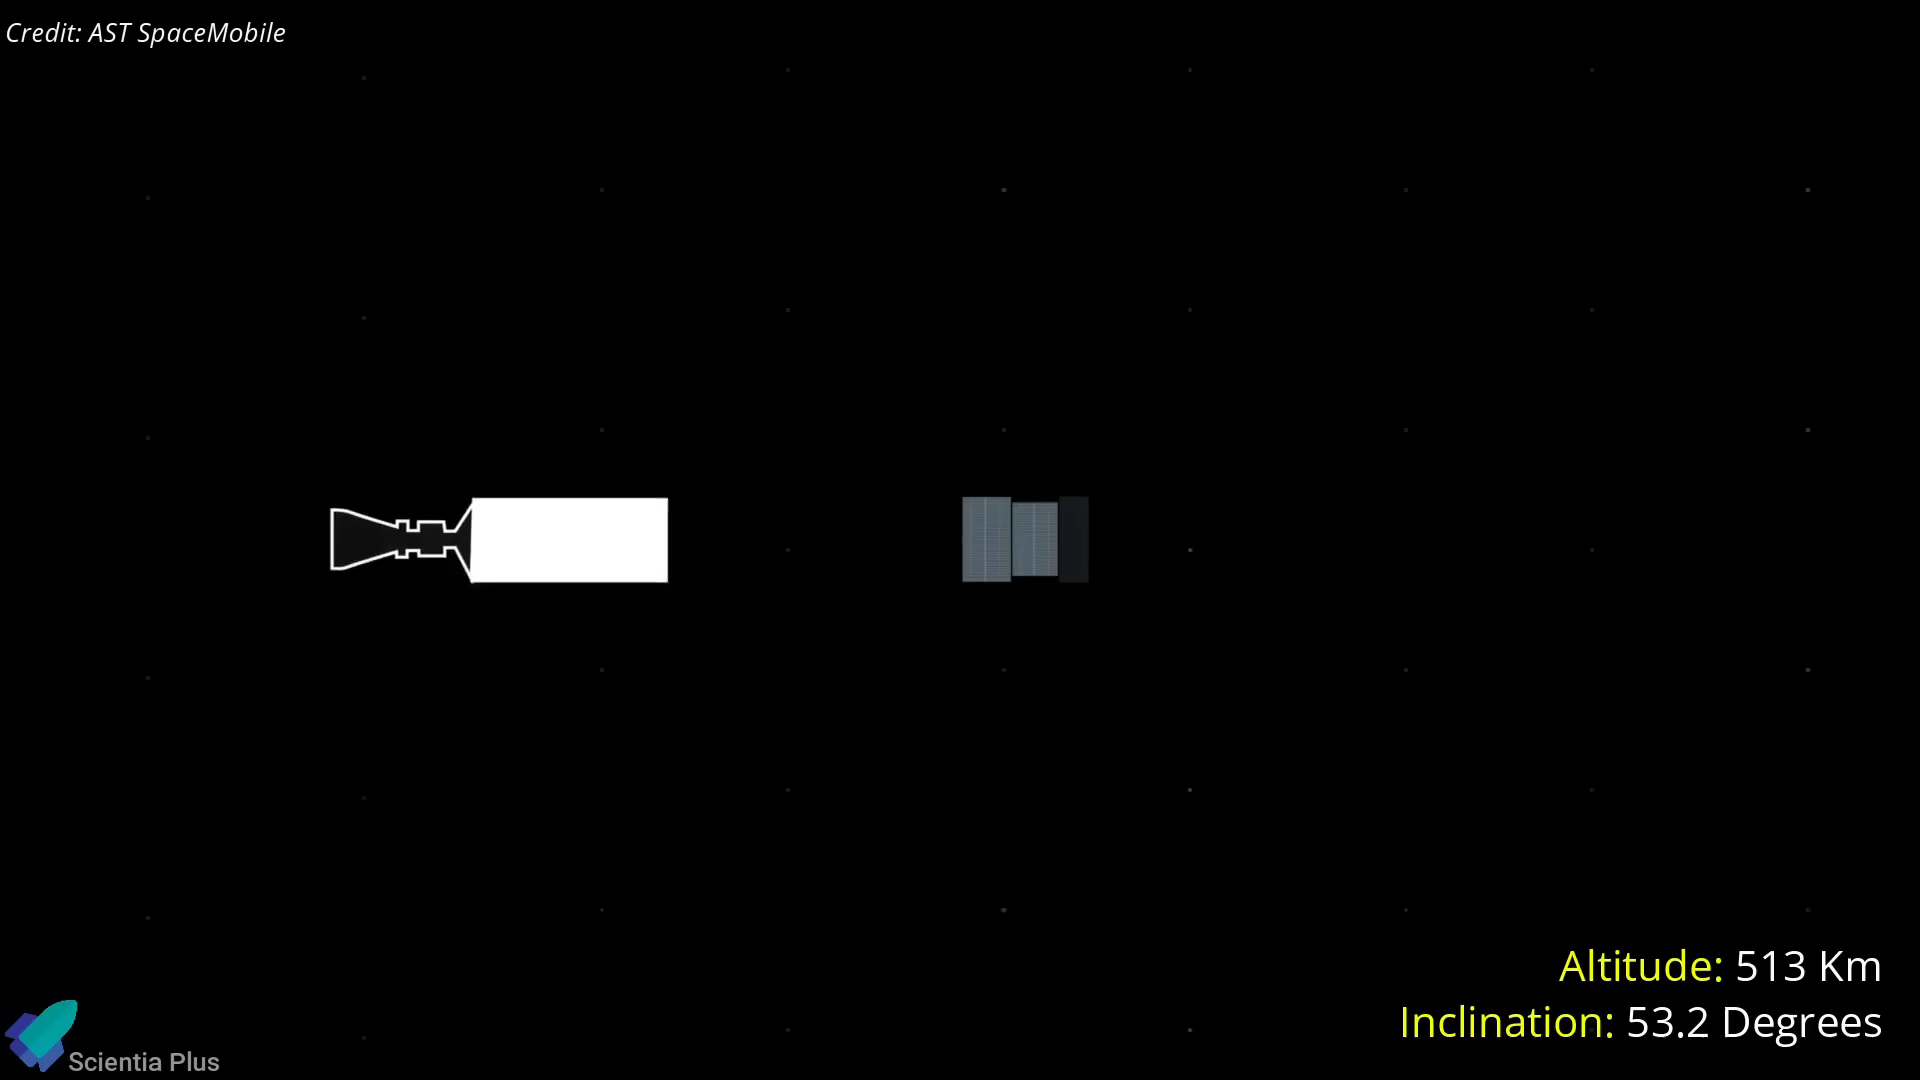 Credit: AST SpaceMobile
Altitude: 513 Km
Inclination: 53.2 Degrees
Scientia Plus